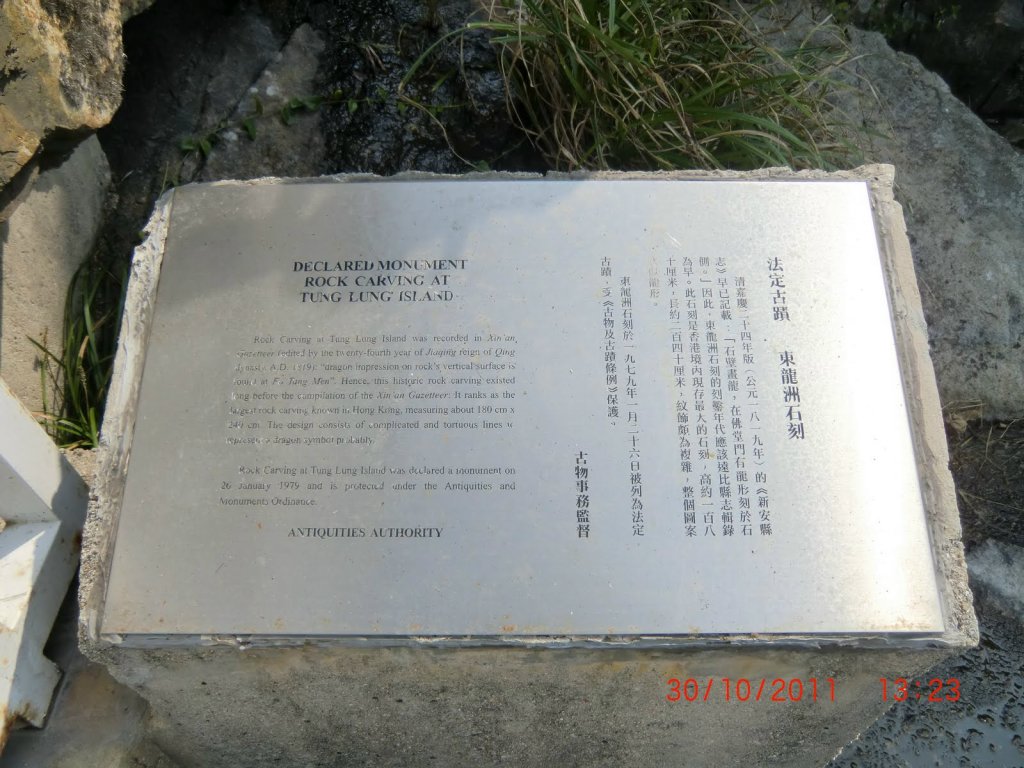 DECLARED MONUMENT
ROCK CARVING AT
TUNG LUNG ISLAND
Rock Carving at Tung Lung Island was recorded in Xin'an
Gazetteer (edited by the twenty-fourth year of Jiaqing reign of Qing
dynasty, A.D. 1819): "dragon impression on rock's vertical surface is
found at Fo Tang Men". Hence, this historic rock carving existed
long before the compilation of the Xin'an Gazetteer. It ranks as the
largest rock carving known in Hong Kong, measuring about 180 cm x
240 cm. The design consists of complicated and tortuous lines
a dragon symbol probably.
Rock Carving at Tung Lung Island was declared a monument on
26 January 1979 and is protected under the Antiquities and
Monuments Ordinance.
ANTIQUITIES AUTHORITY
法定古蹟 東龍洲石刻
清嘉慶二十四年版(公元一八一九年)的《新安縣
志》早已記載:「石壁畫龍,在佛堂門有龍形刻於石
側。」因此,東龍洲石刻的刻鑿年代應該遠比縣志輯錄
為早。此石刻是香港境內現存最大的石刻,高約一百八
十厘米,長約二百四十厘米,紋飾頗為複雜,整個圖案
龍形。
東龍洲石刻於一九七九年一月二十六日被列為法定
古蹟,受《古物及古蹟條例》保護。
古物事務監督
30/10/2011 13:23